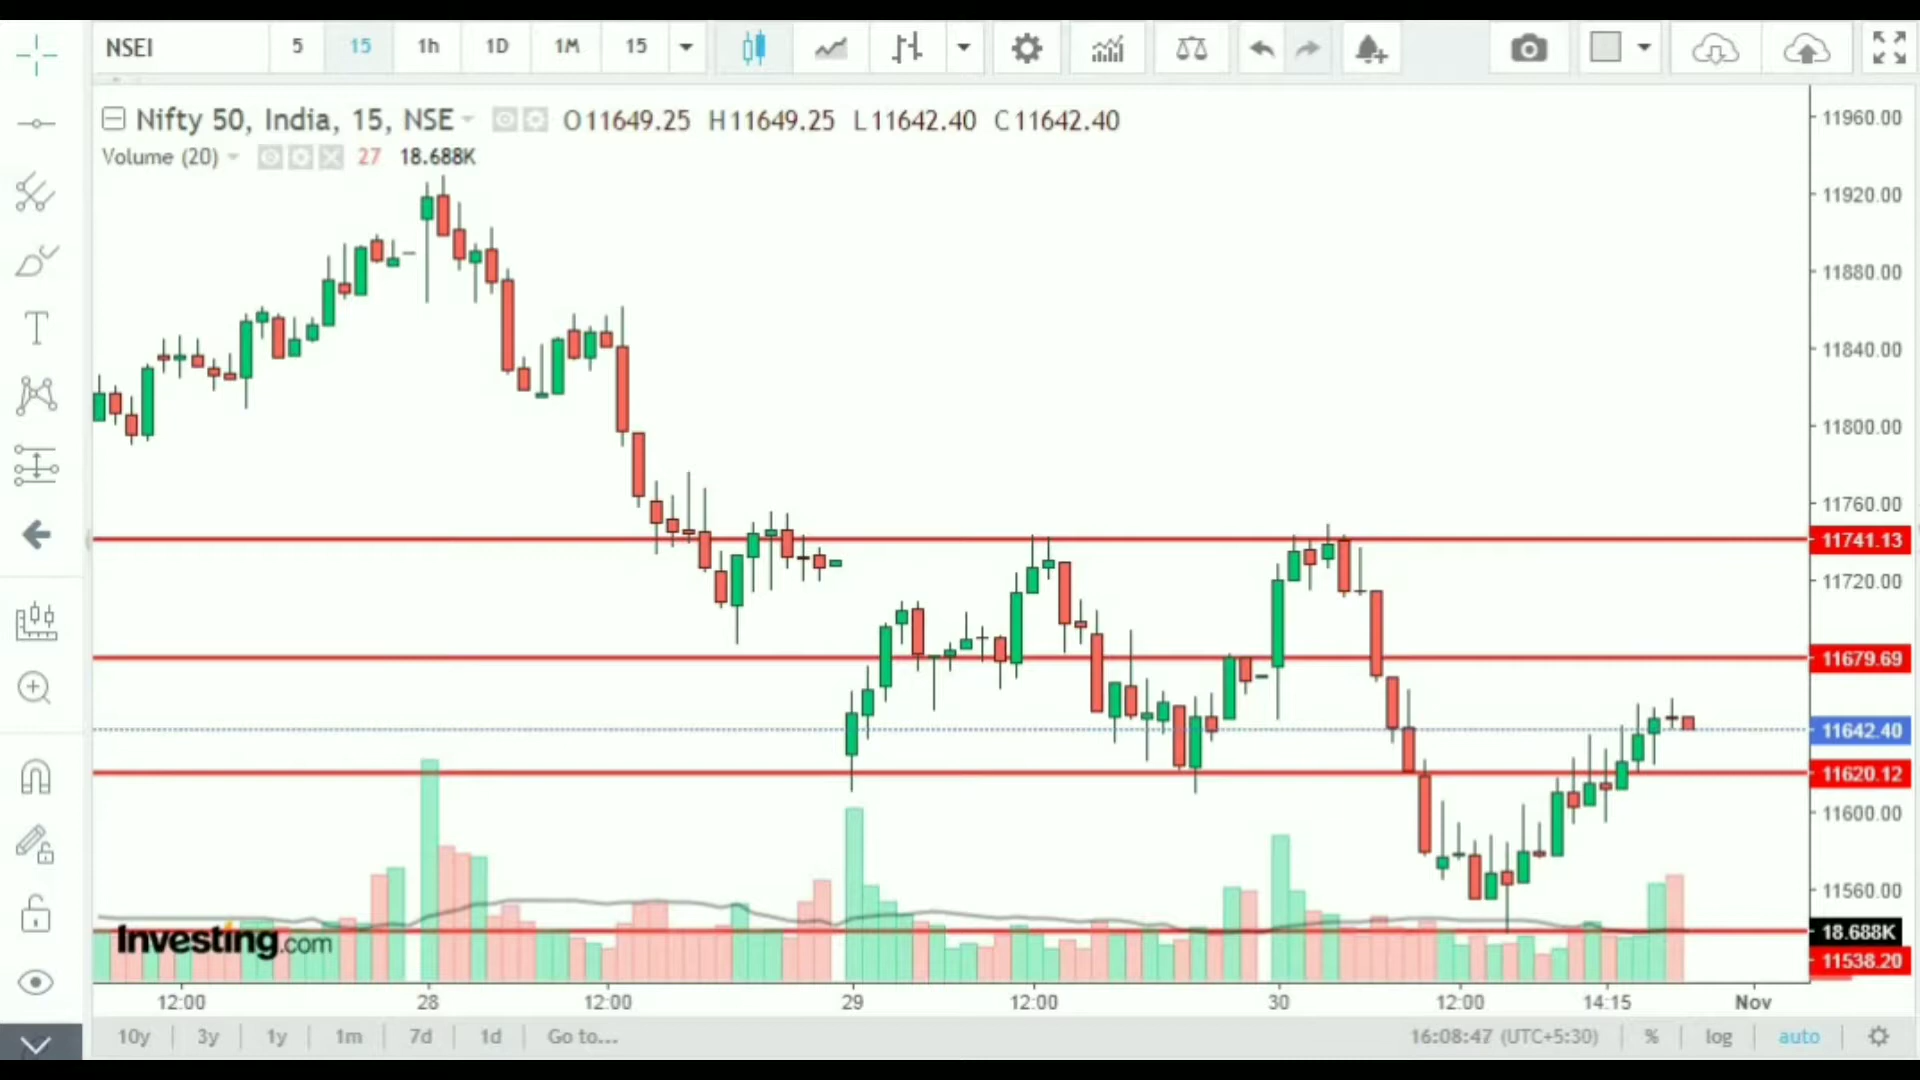 NSEI 5 15 1h 1D 1M 15
Nifty 50, India, 15, NSE O11649.25 H11649.25 L11642.40 C11642.40
Volume (20) 27 18.688K
11960.00
11920.00
11880.00
11840.00
11800.00
11760.00
11741.13
11720.00
11679.69
11642.40
11620.12
11600.00
11560.00
18.688K
11538.20
Investing.com
12:00 28 12:00 29 12:00 30 12:00 14:15 Nov
10y 3y 1y 1m 7d 1d Go to... 16:08:47 (UTC+5:30) % log auto